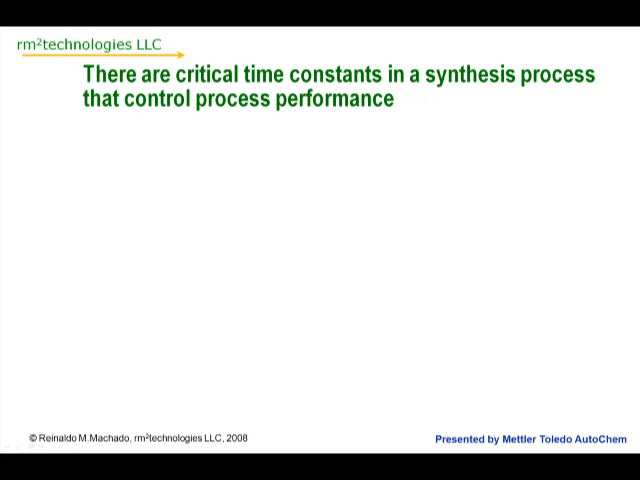 rm²technologies LLC
There are critical time constants in a synthesis process
that control process performance
© Reinaldo M.Machado, rm²technologies LLC, 2008
Presented by Mettler Toledo AutoChem